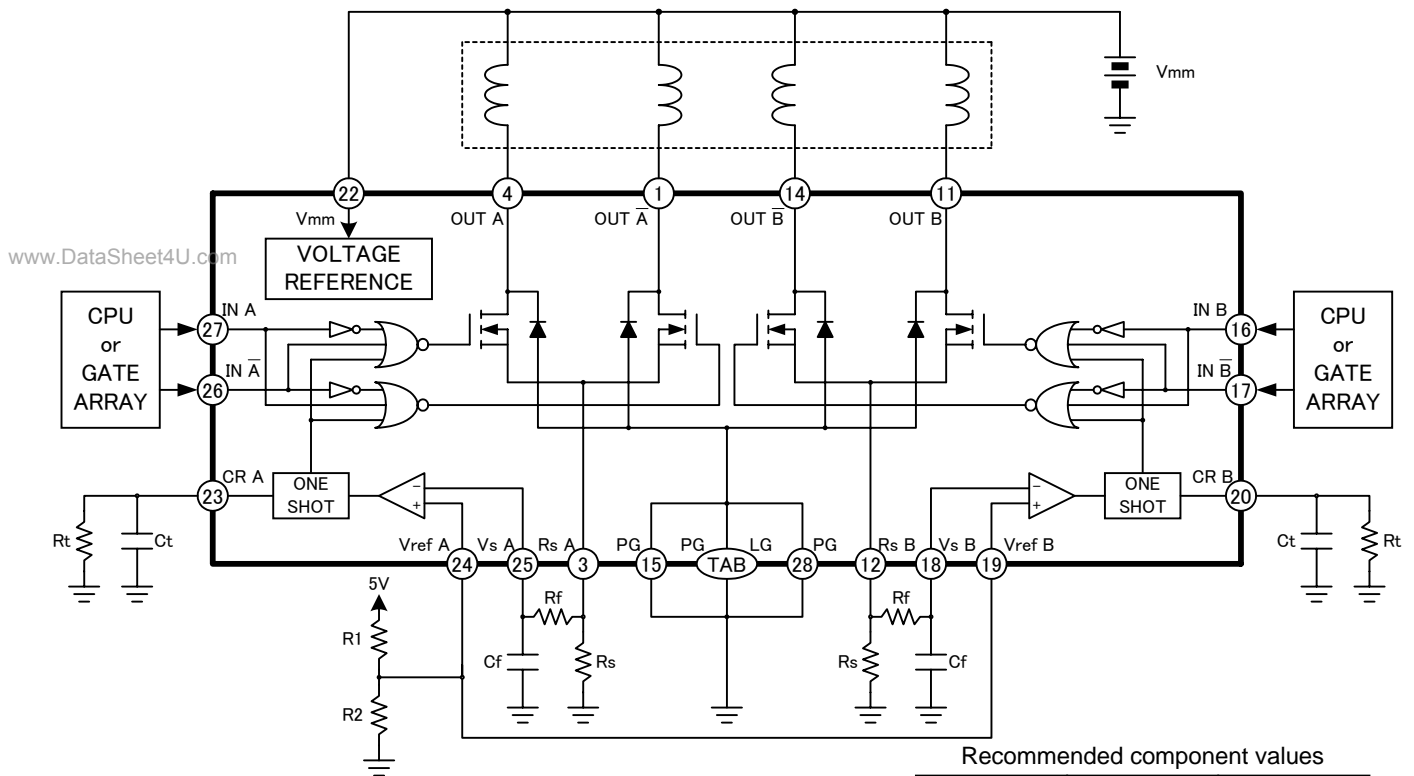 Vmm
22
4
1
14
11
Vmm
OUT A
OUT A̅
OUT B̅
OUT B
www.DataSheet4U.com
VOLTAGE
REFERENCE
CPU
or
GATE
ARRAY
IN A
27
IN A̅
26
IN B
16
IN B̅
17
CPU
or
GATE
ARRAY
CR A
23
ONE
SHOT
-
+
-
+
ONE
SHOT
CR B
20
Rt
Ct
Vref A
Vs A
Rs A
PG
PG
LG
PG
Rs B
Vs B
Vref B
Ct
Rt
24
25
3
15
TAB
28
12
18
19
5V
R1
R2
Rf
Cf
Rs
Rf
Rs
Cf
Recommended component values